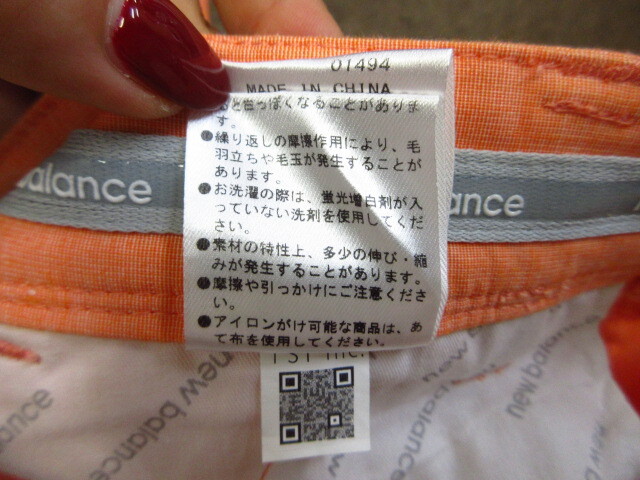 01494
MADE IN CHINA
と色っぽくなることがありま
す。
●繰り返しの摩擦作用により、毛
羽立ちや毛玉が発生することが
あります。
●お洗濯の際は、蛍光増白剤が入
っていない洗剤を使用してくだ
さい。
●素材の特性上、多少の伸び・縮
みが発生することがあります。
●摩擦や引っかけにご注意くださ
い。
●アイロンがけ可能な商品は、あ
て布を使用してください。
balance
ance
new balance
new balance
new balance